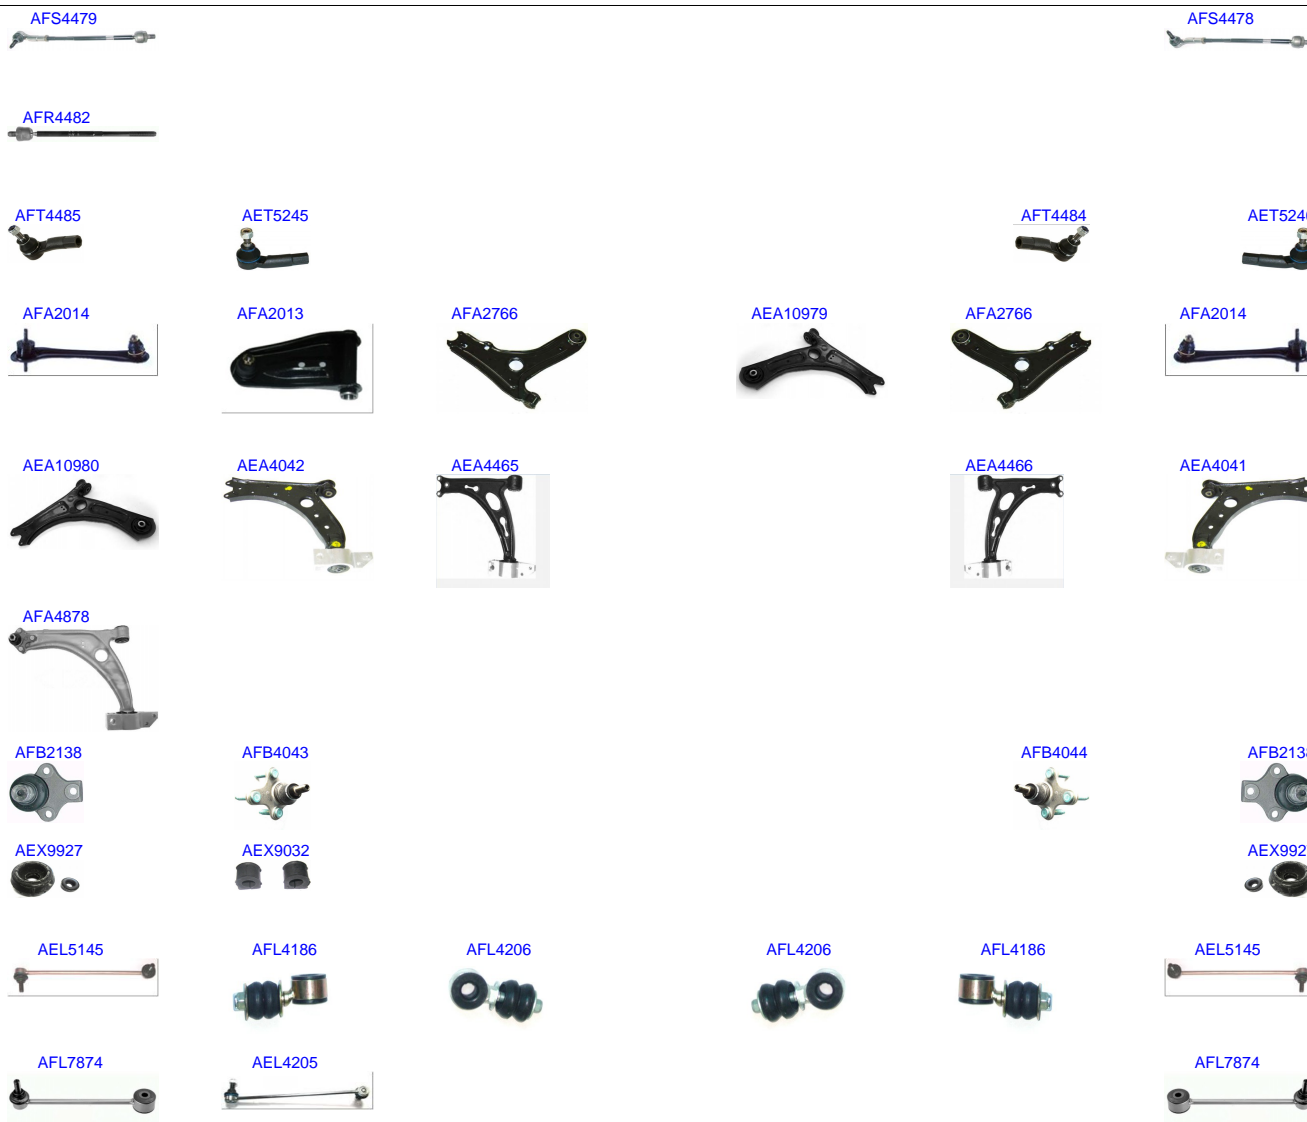 AFS4479 AFS4478
AFR4482
AFT4485 AET5245 AFT4484
AFA2014 AFA2013 AFA2766 AEA10979 AFA2766 AFA2014
AEA10980 AEA4042 AEA4465 AEA4466 AEA4041
AFA4878
AFB2138 AFB4043 AFB4044
AEX9927 AEX9032
AEL5145 AFL4186 AFL4206 AFL4206 AFL4186 AEL5145
AFL7874 AEL4205 AFL7874